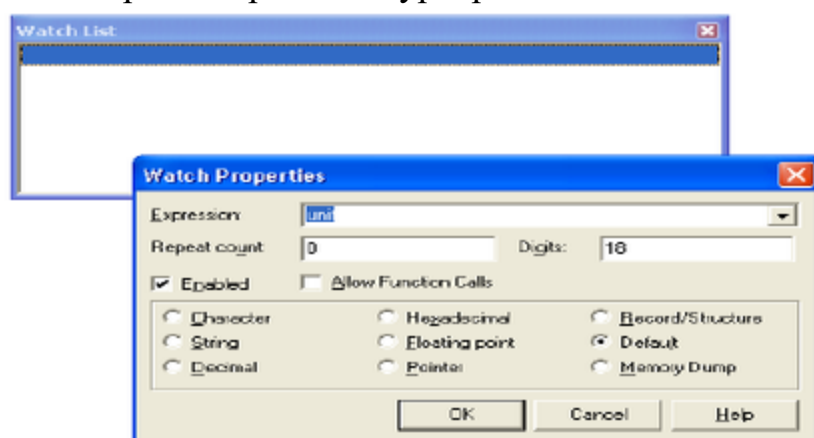 Watch List
Watch Properties
Expression: unit
Repeat count: 0 Digits: 18
Enabled Allow Function Calls
Character Hexadecimal Record/Structure
String Floating point Default
Decimal Pointer Memory Dump
OK Cancel Help